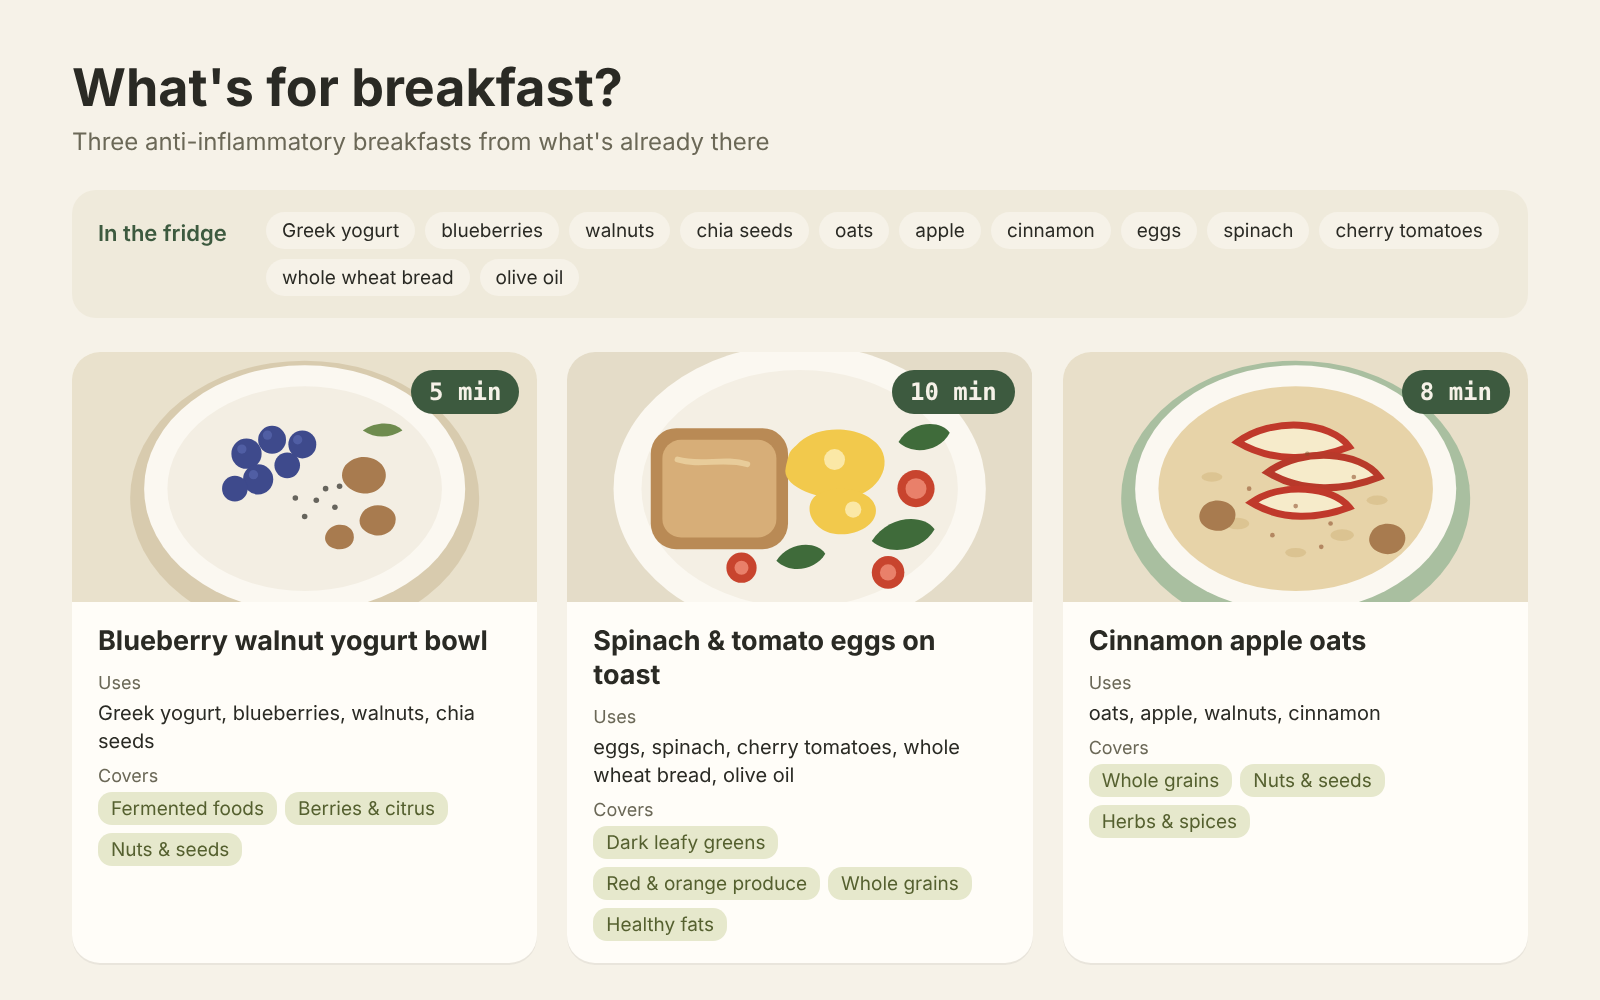 What's for breakfast?
Three anti-inflammatory breakfasts from what's already there
In the fridge
Greek yogurt blueberries walnuts chia seeds oats apple cinnamon eggs spinach cherry tomatoes
whole wheat bread olive oil
5 min
Blueberry walnut yogurt bowl
Uses
Greek yogurt, blueberries, walnuts, chia
seeds
Covers
Fermented foods Berries & citrus
Nuts & seeds
10 min
Spinach & tomato eggs on
toast
Uses
eggs, spinach, cherry tomatoes, whole
wheat bread, olive oil
Covers
Dark leafy greens
Red & orange produce Whole grains
Healthy fats
8 min
Cinnamon apple oats
Uses
oats, apple, walnuts, cinnamon
Covers
Whole grains Nuts & seeds
Herbs & spices